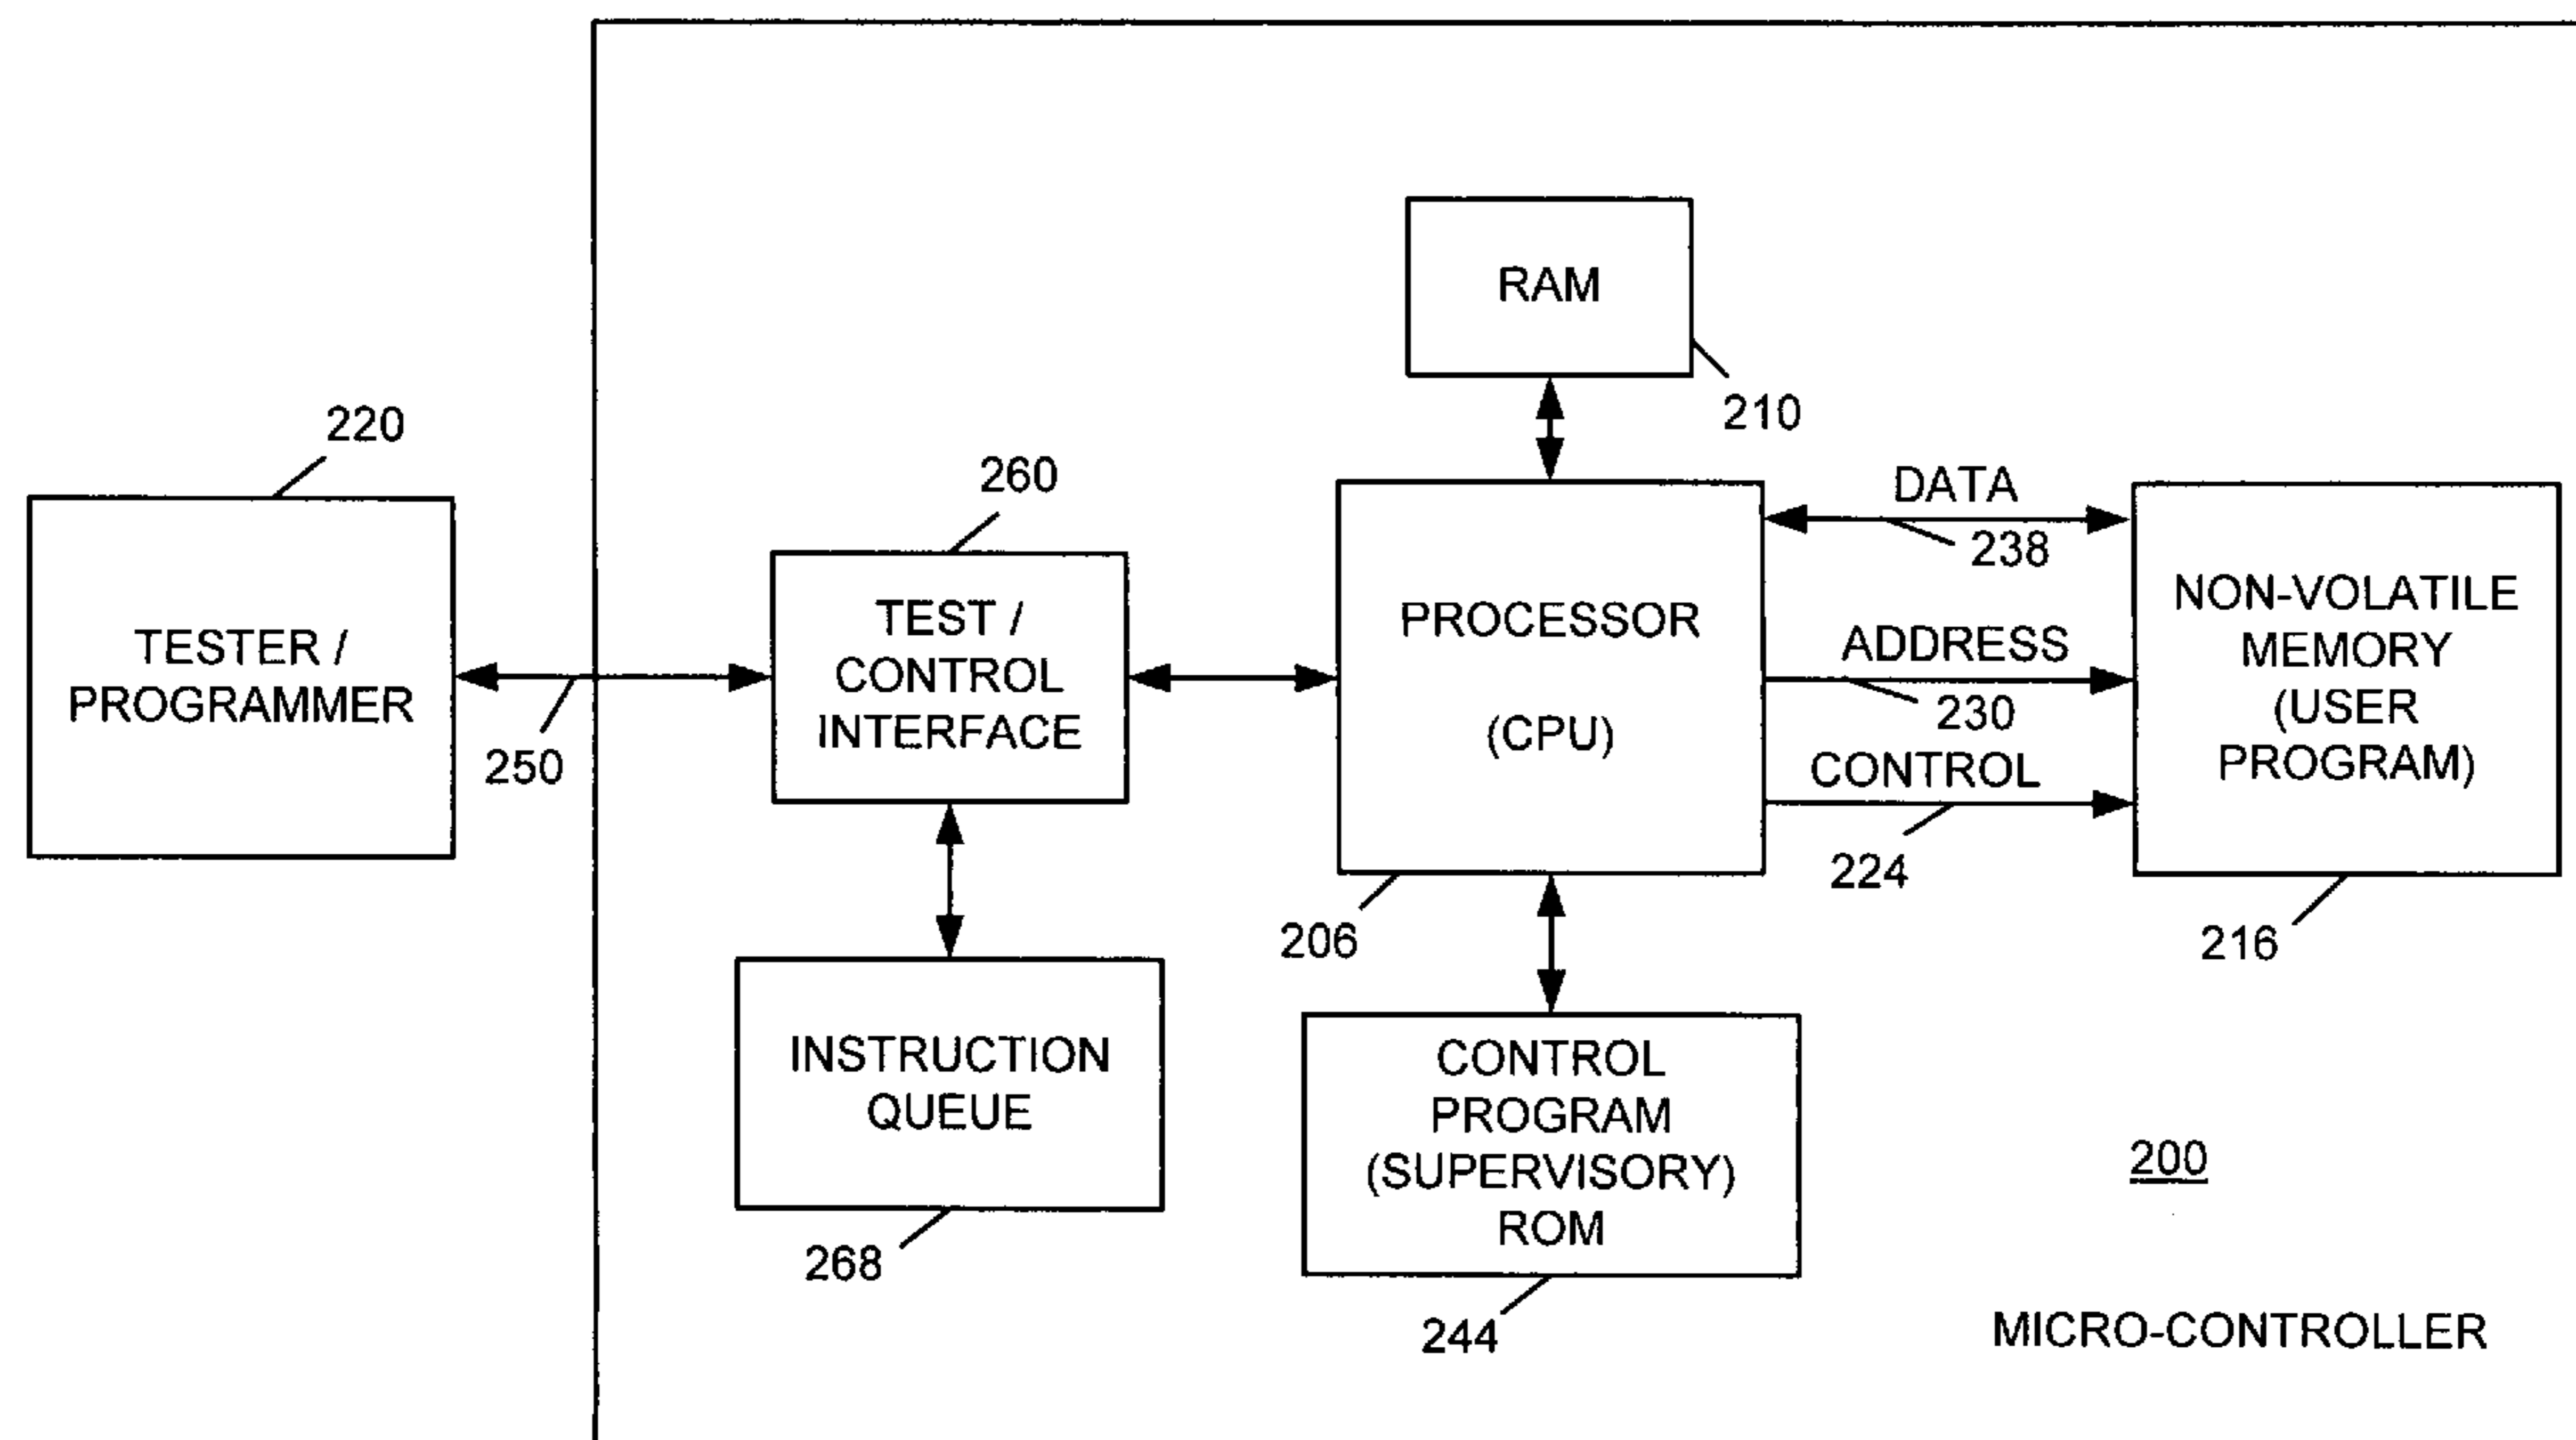 RAM
210
220
TESTER /
PROGRAMMER
250
260
TEST /
CONTROL
INTERFACE
INSTRUCTION
QUEUE
268
PROCESSOR
(CPU)
206
DATA
238
ADDRESS
230
CONTROL
224
NON-VOLATILE
MEMORY
(USER
PROGRAM)
216
CONTROL
PROGRAM
(SUPERVISORY)
ROM
244
200
MICRO-CONTROLLER